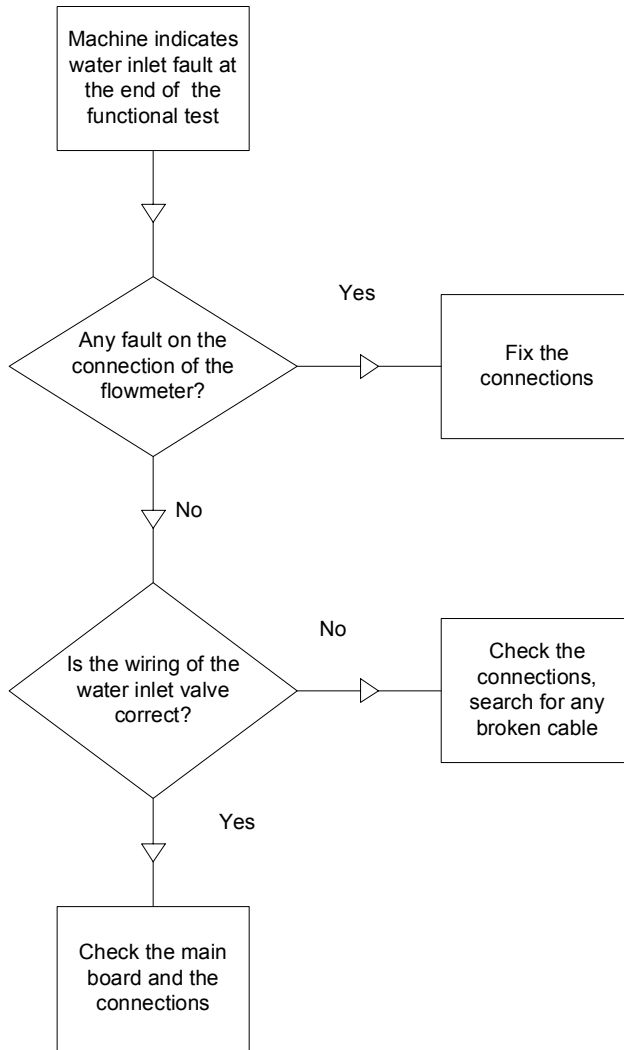 Machine indicates
water inlet fault at
the end of the
functional test
Yes
Any fault on the
connection of the
flowmeter?
Fix the
connections
No
No
Is the wiring of the
water inlet valve
correct?
Check the
connections,
search for any
broken cable
Yes
Check the main
board and the
connections